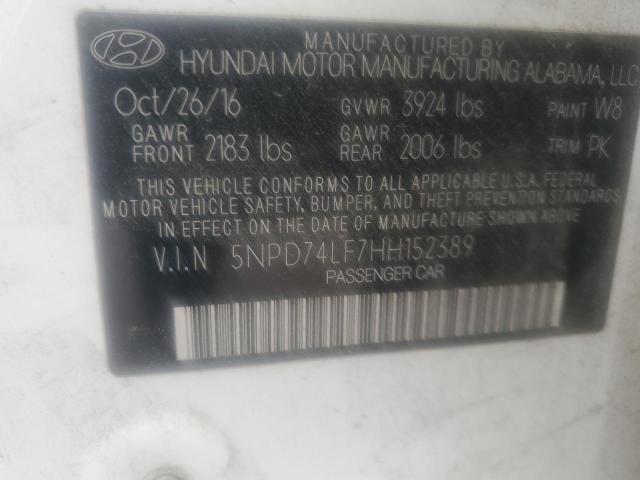 MANUFACTURED BY
HYUNDAI MOTOR MANUFACTURING ALABAMA, LLC
Oct/26/16 GVWR 3924 lbs PAINT W8
GAWR FRONT 2183 lbs GAWR REAR 2006 lbs TRIM PK
THIS VEHICLE CONFORMS TO ALL APPLICABLE U.S.A. FEDERAL
MOTOR VEHICLE SAFETY, BUMPER, AND THEFT PREVENTION STANDARDS
IN EFFECT ON THE DATE OF MANUFACTURE SHOWN ABOVE.
V.I.N 5NPD74LF7HH152389
PASSENGER CAR